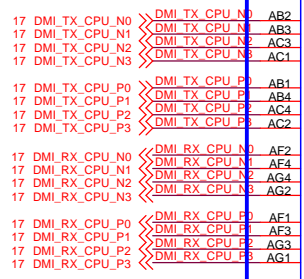 17 DMI_TX_CPU_N0 DMI_TX_CPU_N0 AB2
17 DMI_TX_CPU_N1 DMI_TX_CPU_N1 AB3
17 DMI_TX_CPU_N2 DMI_TX_CPU_N2 AC3
17 DMI_TX_CPU_N3 DMI_TX_CPU_N3 AC1
17 DMI_TX_CPU_P0 DMI_TX_CPU_P0 AB1
17 DMI_TX_CPU_P1 DMI_TX_CPU_P1 AB4
17 DMI_TX_CPU_P2 DMI_TX_CPU_P2 AC4
17 DMI_TX_CPU_P3 DMI_TX_CPU_P3 AC2
17 DMI_RX_CPU_N0 DMI_RX_CPU_N0 AF2
17 DMI_RX_CPU_N1 DMI_RX_CPU_N1 AF4
17 DMI_RX_CPU_N2 DMI_RX_CPU_N2 AG4
17 DMI_RX_CPU_N3 DMI_RX_CPU_N3 AG2
17 DMI_RX_CPU_P0 DMI_RX_CPU_P0 AF1
17 DMI_RX_CPU_P1 DMI_RX_CPU_P1 AF3
17 DMI_RX_CPU_P2 DMI_RX_CPU_P2 AG3
17 DMI_RX_CPU_P3 DMI_RX_CPU_P3 AG1